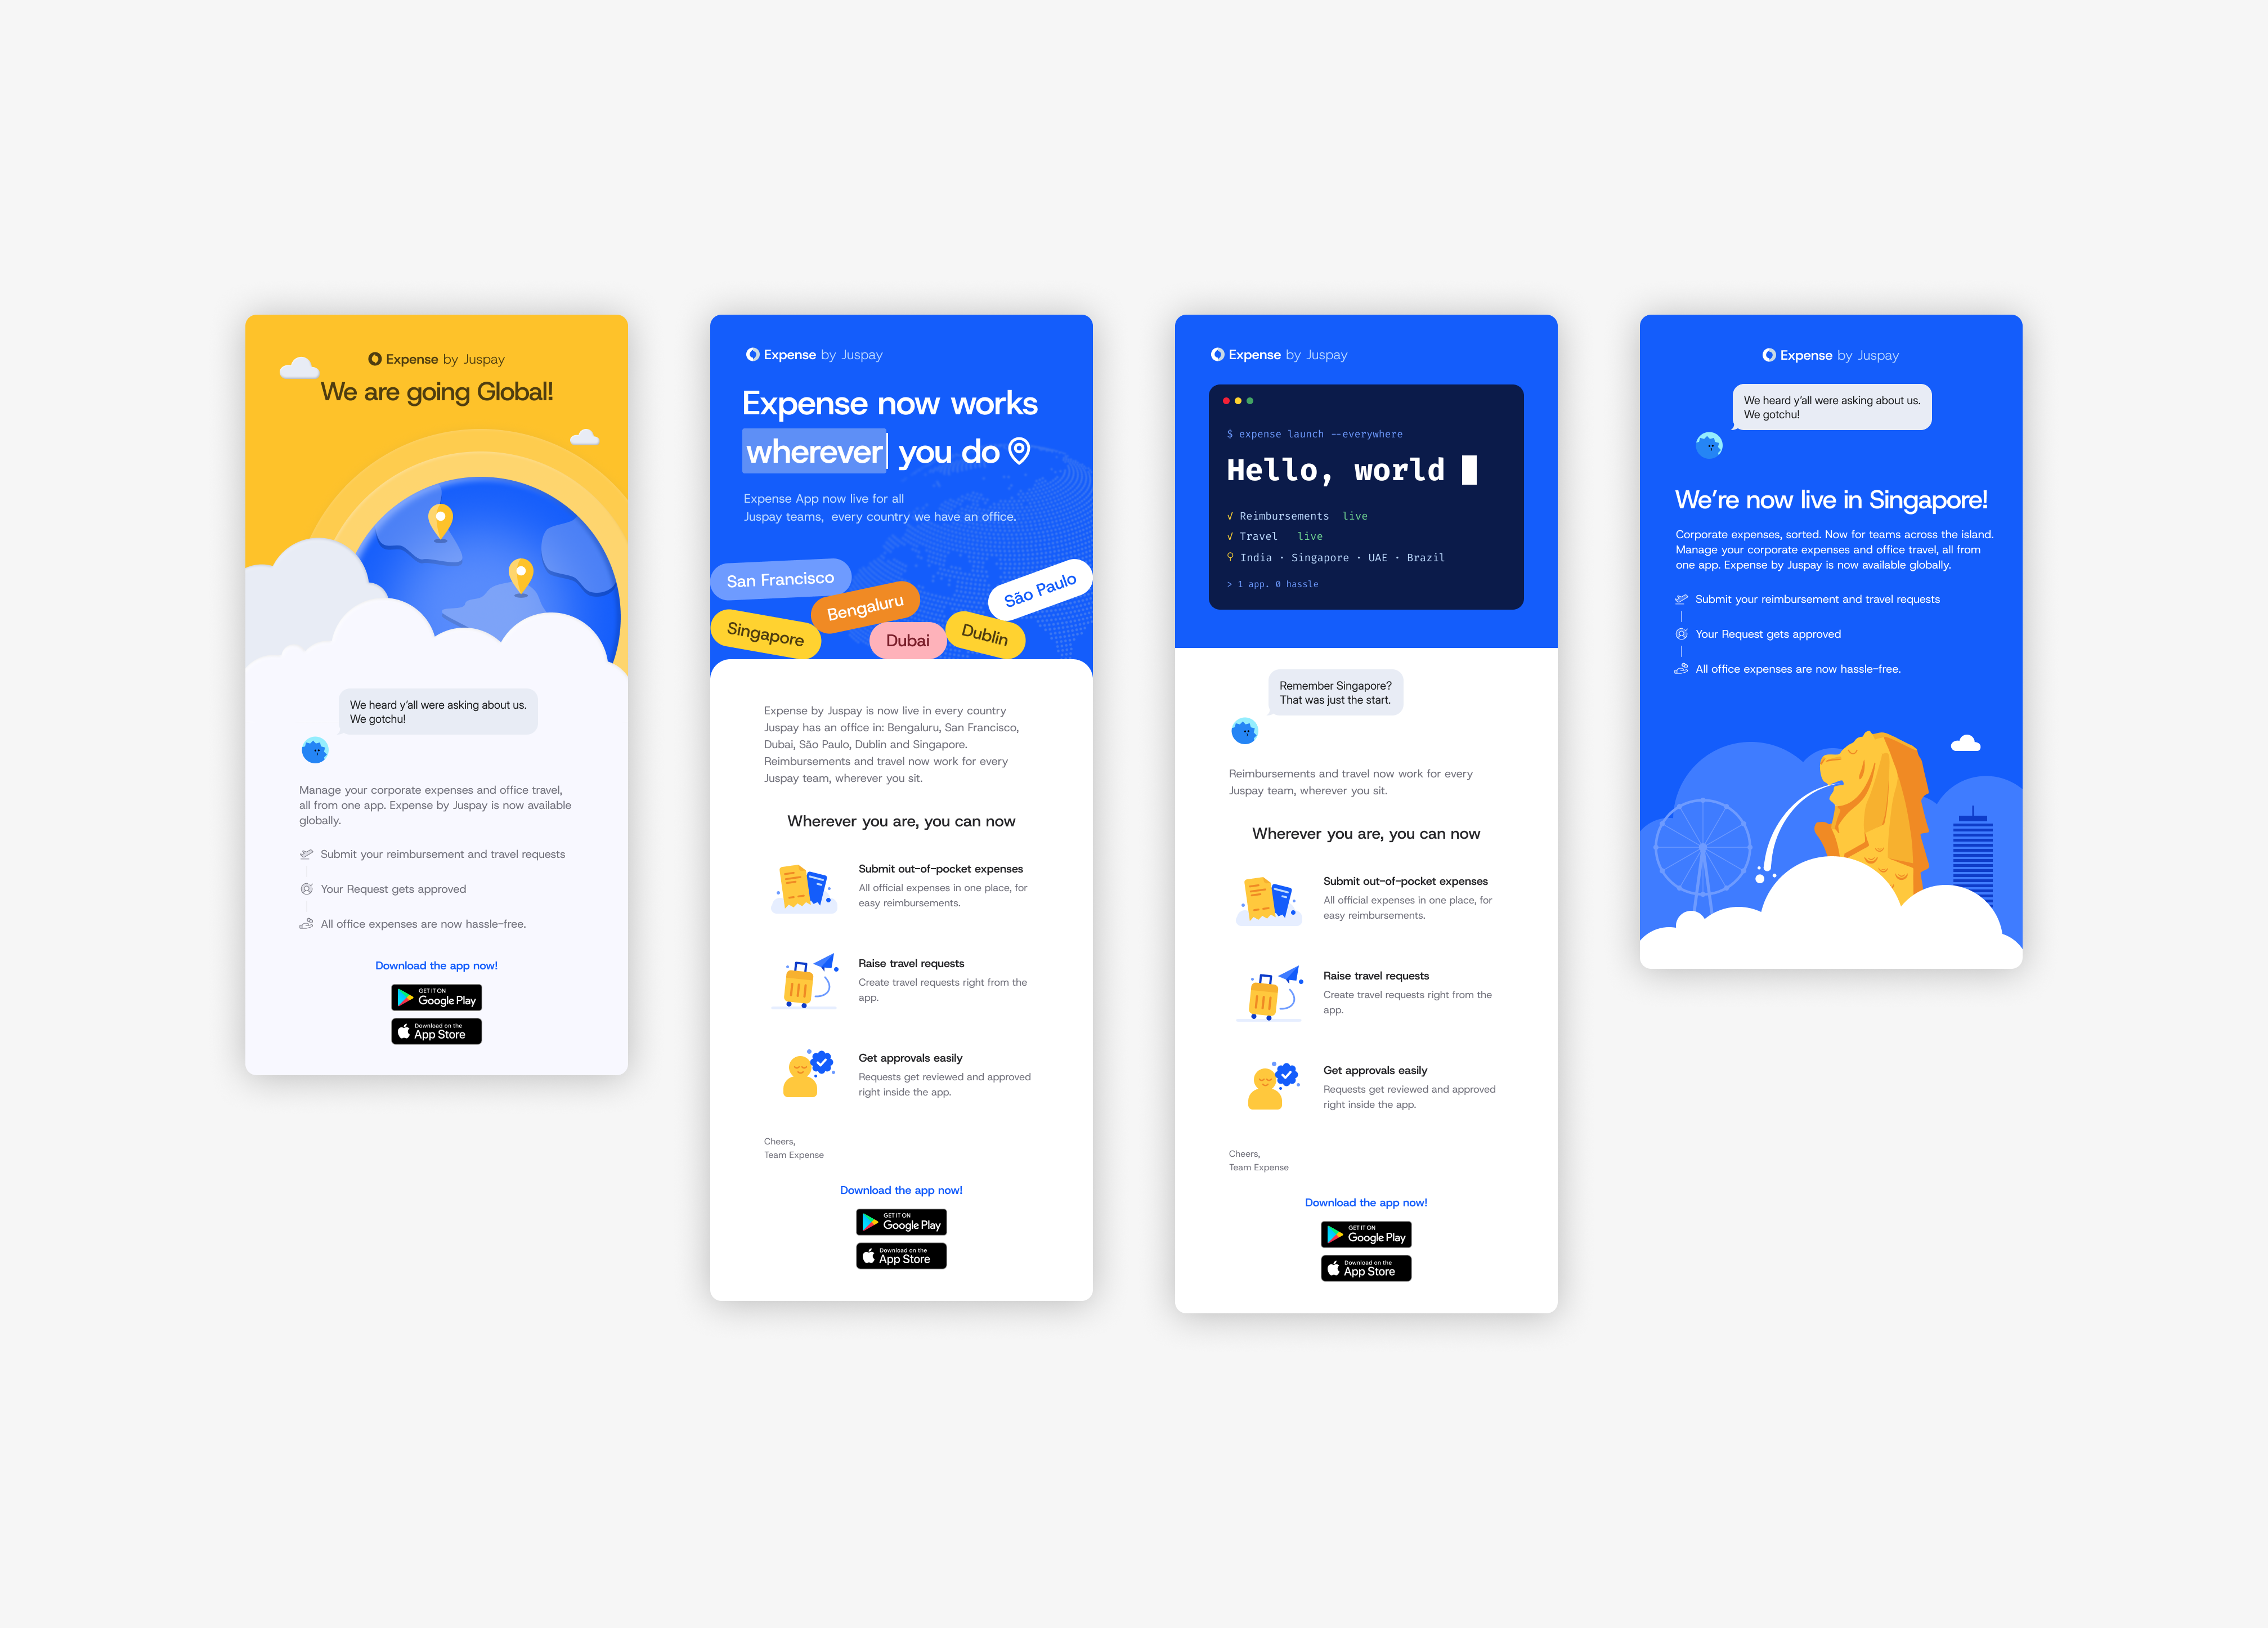 Expense by Juspay
We are going Global!
We heard y'all were asking about us.
We gotchu!
Manage your corporate expenses and office travel,
all from one app. Expense by Juspay is now available
globally.
Submit your reimbursement and travel requests
Your Request gets approved
All office expenses are now hassle-free.
Download the app now!
GET IT ON
Google Play
Download on the
App Store
Expense by Juspay
Expense now works
wherever you do
Expense App now live for all
Juspay teams, every country we have an office.
San Francisco
Bengaluru
São Paulo
Singapore
Dubai
Dublin
Expense by Juspay is now live in every country
Juspay has an office in: Bengaluru, San Francisco,
Dubai, São Paulo, Dublin and Singapore.
Reimbursements and travel now work for every
Juspay team, wherever you sit.
Wherever you are, you can now
Submit out-of-pocket expenses
All official expenses in one place, for
easy reimbursements.
Raise travel requests
Create travel requests right from the
app.
Get approvals easily
Requests get reviewed and approved
right inside the app.
Cheers,
Team Expense
Download the app now!
GET IT ON
Google Play
Download on the
App Store
Expense by Juspay
$ expense launch --everywhere
Hello, world
√ Reimbursements live
√ Travel live
India · Singapore · UAE · Brazil
> 1 app. 0 hassle
Remember Singapore?
That was just the start.
Reimbursements and travel now work for every
Juspay team, wherever you sit.
Wherever you are, you can now
Submit out-of-pocket expenses
All official expenses in one place, for
easy reimbursements.
Raise travel requests
Create travel requests right from the
app.
Get approvals easily
Requests get reviewed and approved
right inside the app.
Cheers,
Team Expense
Download the app now!
GET IT ON
Google Play
Download on the
App Store
Expense by Juspay
We heard y'all were asking about us.
We gotchu!
We're now live in Singapore!
Corporate expenses, sorted. Now for teams across the island.
Manage your corporate expenses and office travel, all from
one app. Expense by Juspay is now available globally.
Submit your reimbursement and travel requests
Your Request gets approved
All office expenses are now hassle-free.